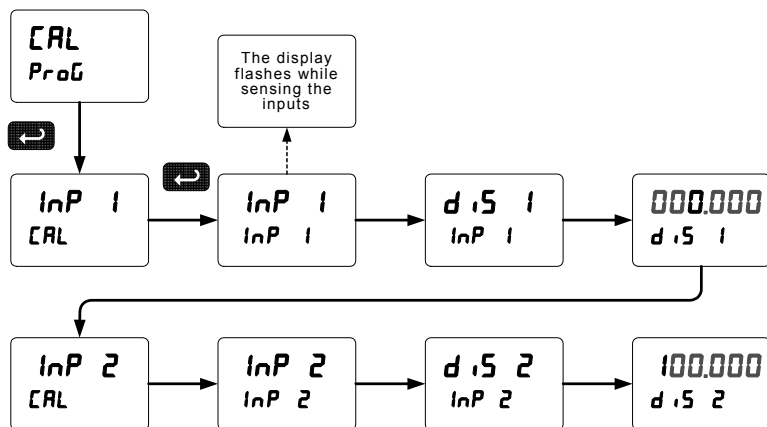 CAL
ProG
The display
flashes while
sensing the
inputs
InP 1
CAL
InP 1
InP 1
diS 1
InP 1
000.000
diS 1
InP 2
CAL
InP 2
InP 2
diS 2
InP 2
100.000
diS 2